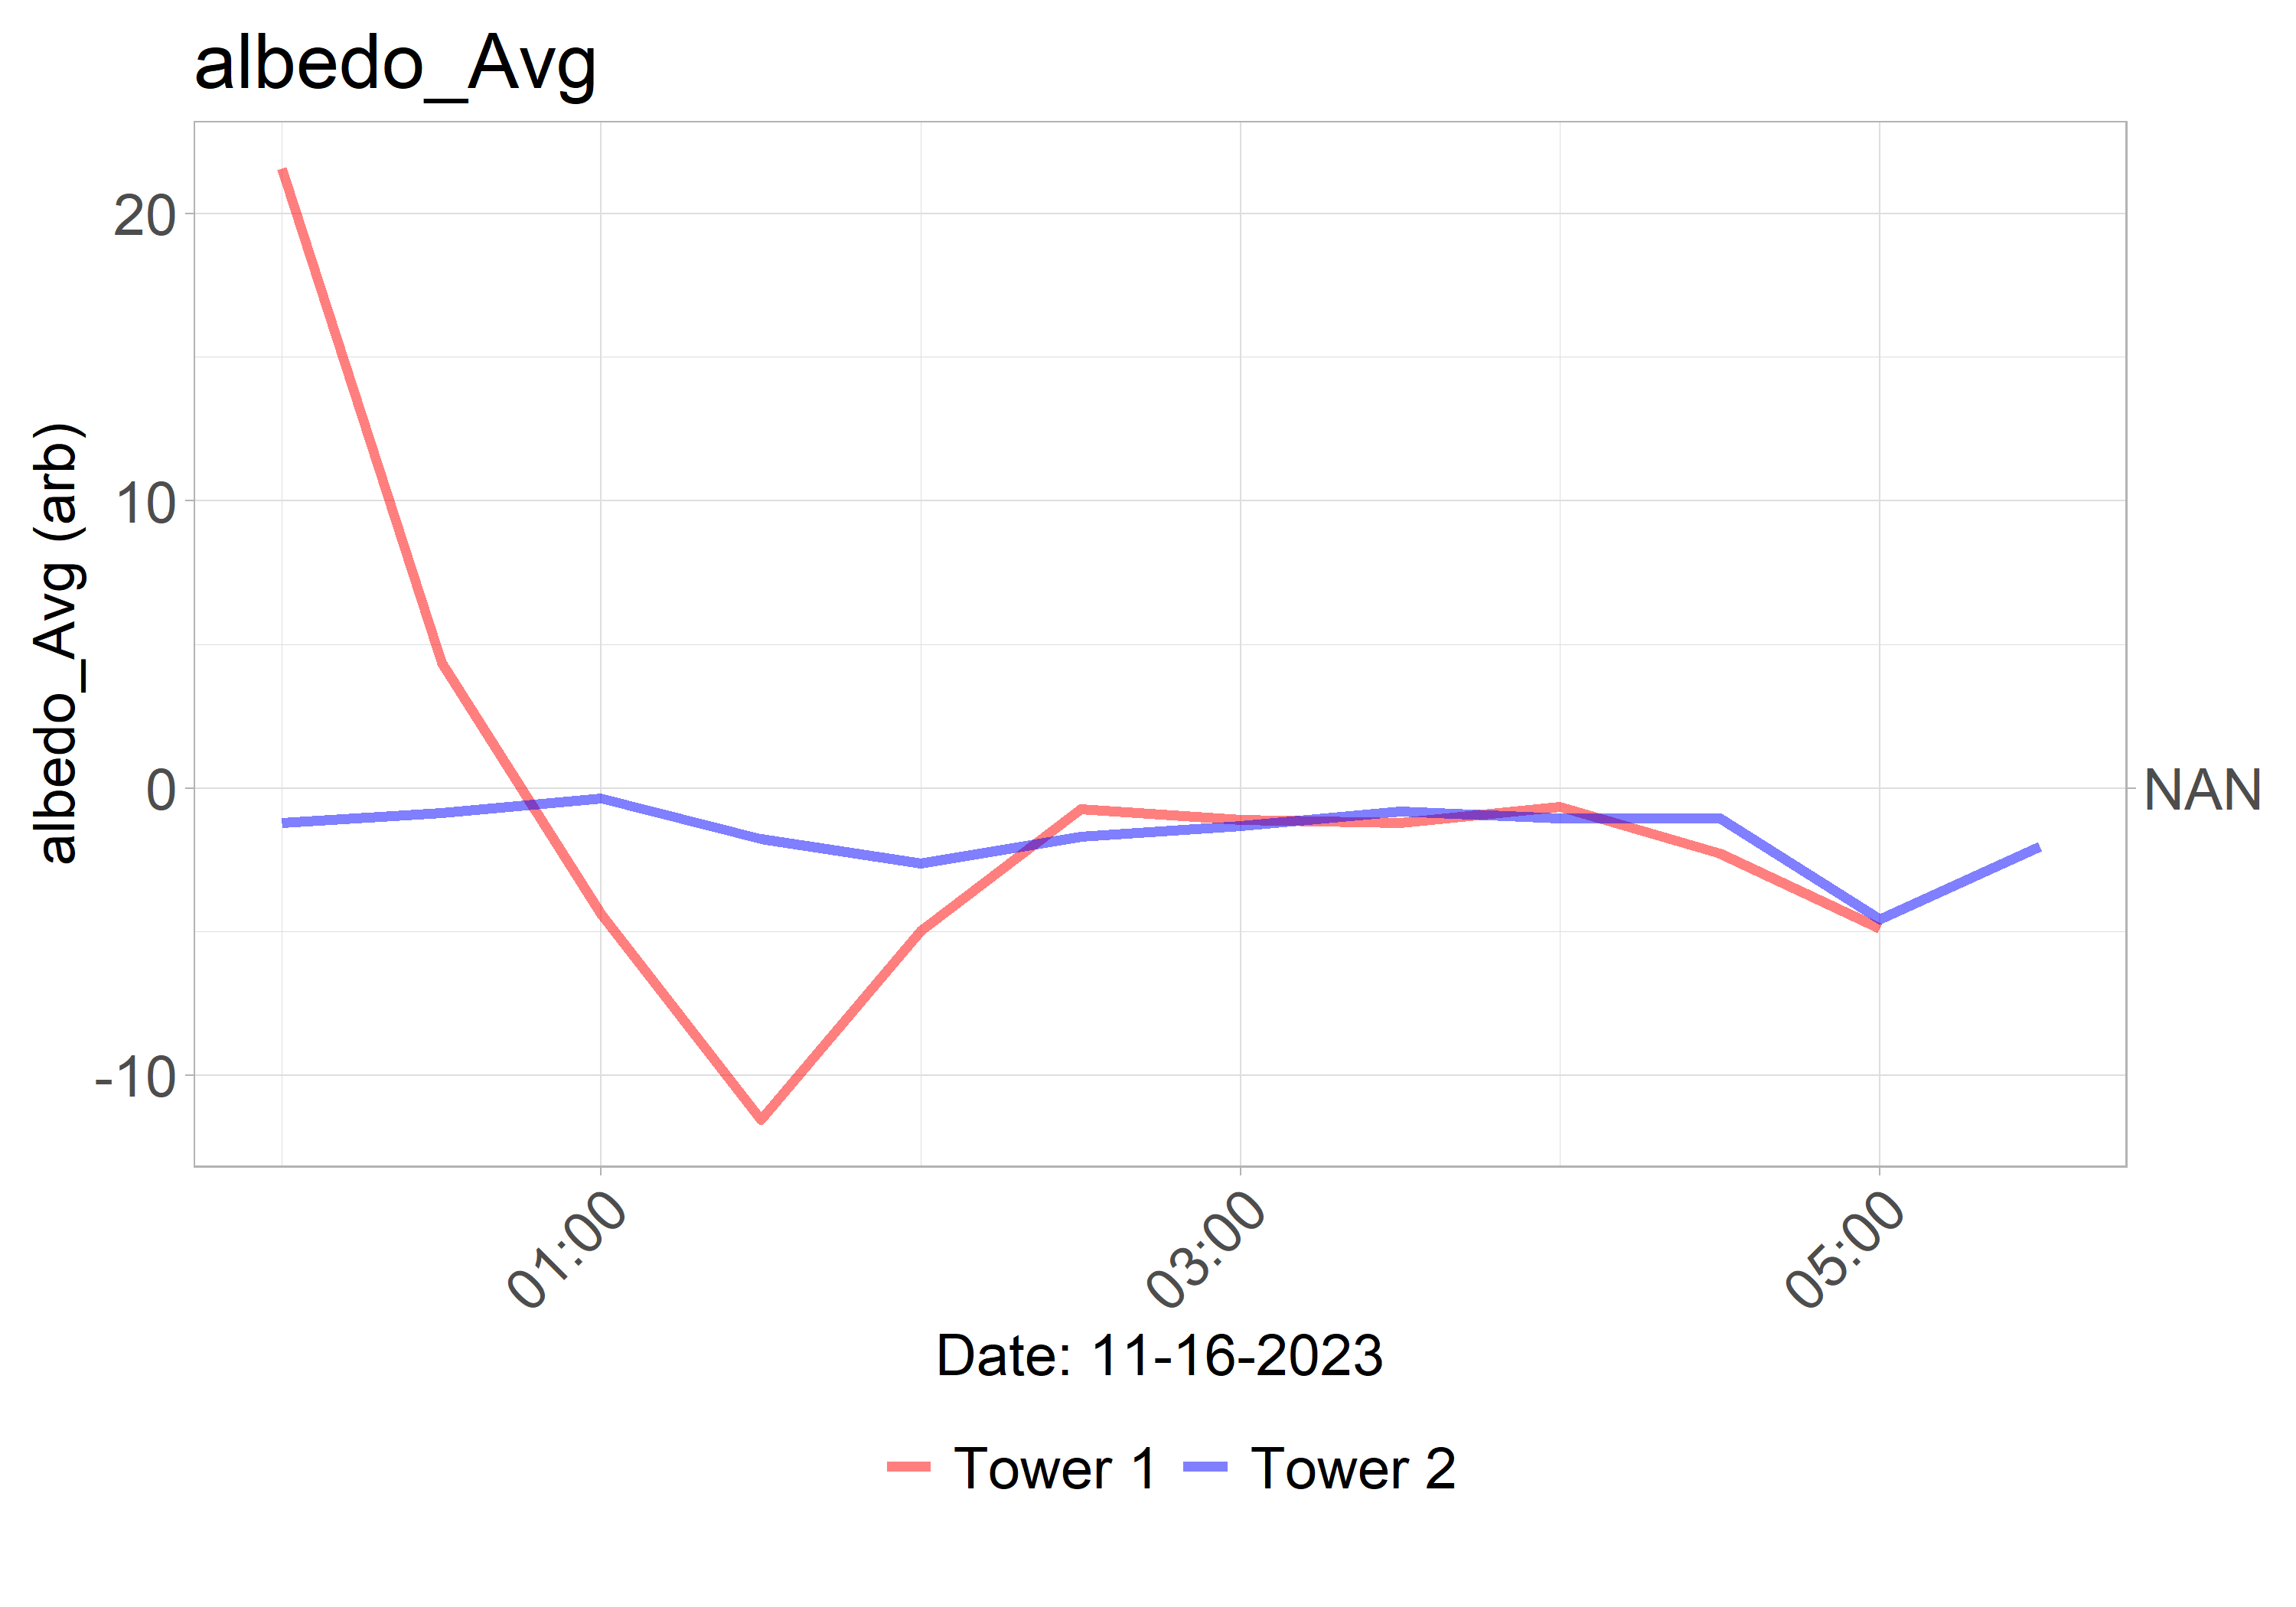 albedo_Avg
albedo_Avg (arb)
20
10
0
-10
NAN
01:00
03:00
05:00
Date: 11-16-2023
Tower 1
Tower 2